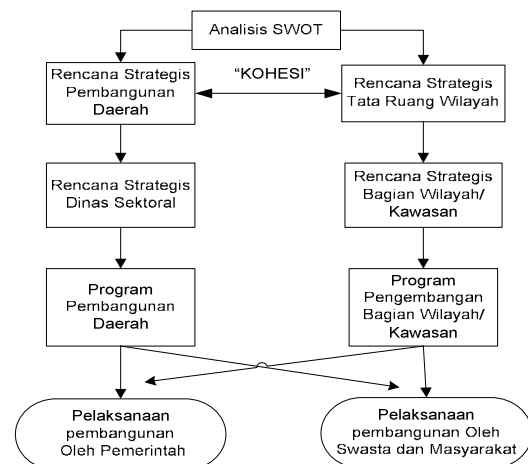 Analisis SWOT
"KOHESI"
Rencana Strategis
Pembangunan
Daerah
Rencana Strategis
Tata Ruang Wilayah
Rencana Strategis
Dinas Sektoral
Rencana Strategis
Bagian Wilayah/
Kawasan
Program
Pembangunan
Daerah
Program
Pengembangan
Bagian Wilayah/
Kawasan
Pelaksanaan
pembangunan
Oleh Pemerintah
Pelaksanaan
pembangunan Oleh
Swasta dan Masyarakat